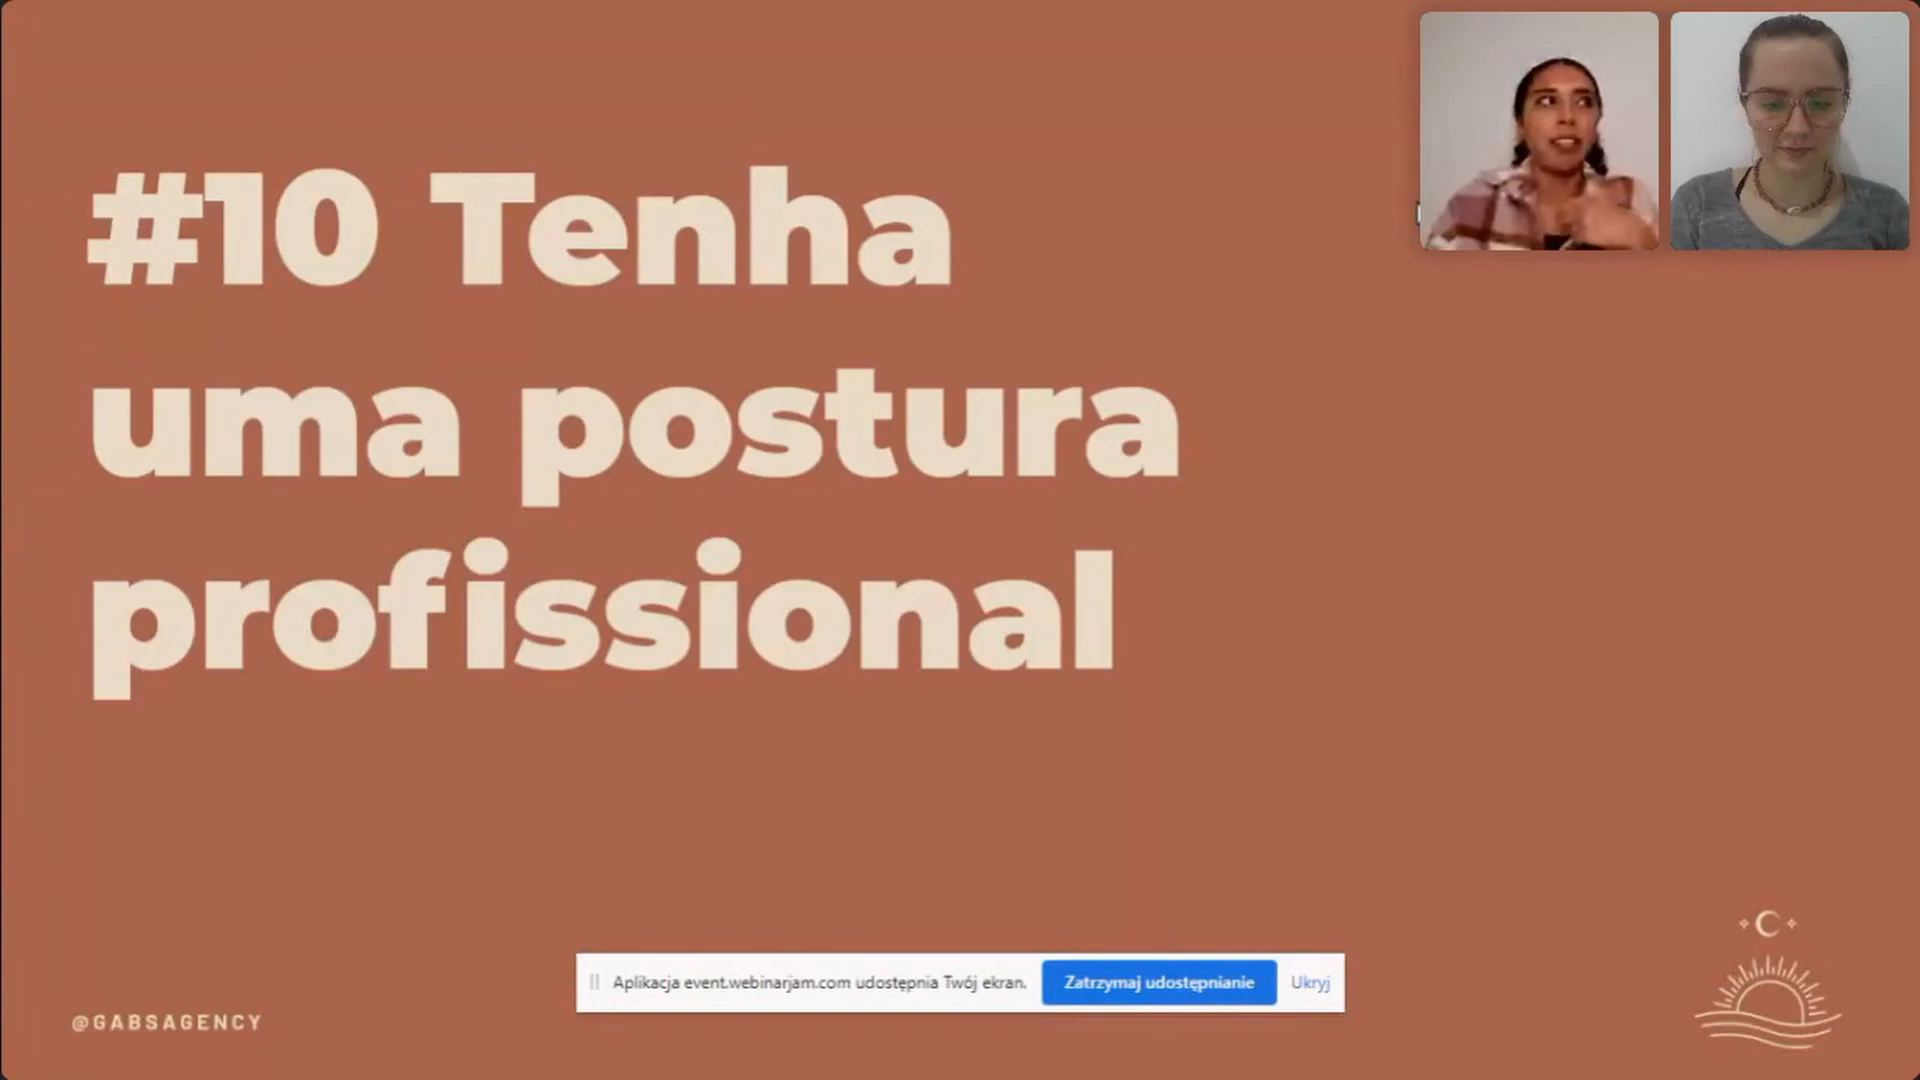 #10 Tenha
uma postura
profissional
Aplikacja event.webinarjam.com udostępnia Twój ekran. Zatrzymaj udostępnianie Ukryj
@GABSAGENCY